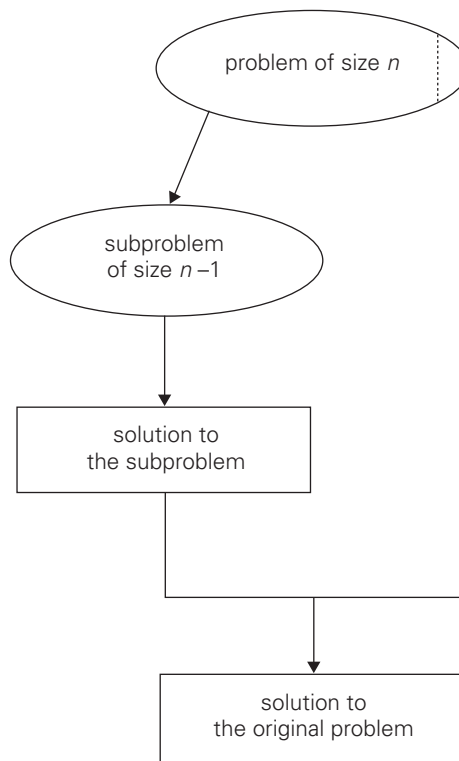 problem of size n
subproblem
of size n–1
solution to
the subproblem
solution to
the original problem